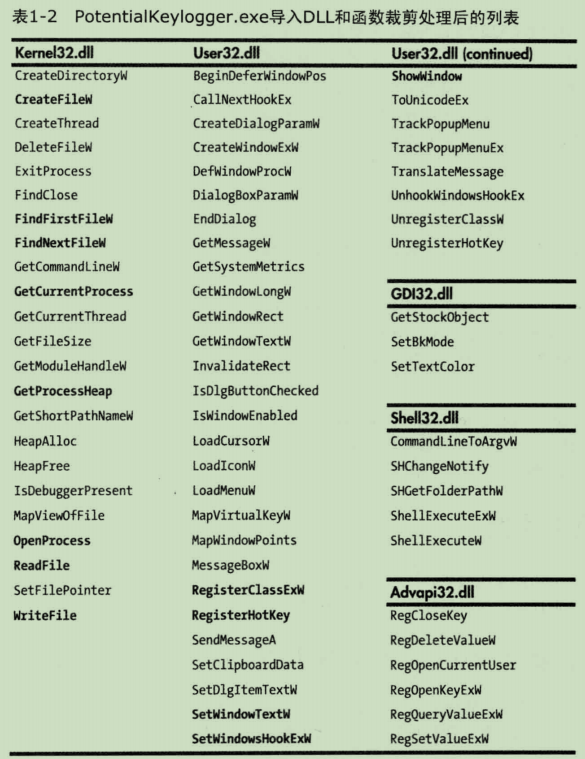 表1-2 PotentialKeylogger.exe导入DLL和函数裁剪处理后的列表
Kernel32.dll
CreateDirectoryW
CreateFileW
CreateThread
DeleteFileW
ExitProcess
FindClose
FindFirstFileW
FindNextFileW
GetCommandLineW
GetCurrentProcess
GetCurrentThread
GetFileSize
GetModuleHandleW
GetProcessHeap
GetShortPathNameW
HeapAlloc
HeapFree
IsDebuggerPresent
MapViewOfFile
OpenProcess
ReadFile
SetFilePointer
WriteFile
User32.dll
BeginDeferWindowPos
CallNextHookEx
CreateDialogParamW
CreateWindowExW
DefWindowProcW
DialogBoxParamW
EndDialog
GetMessageW
GetSystemMetrics
GetWindowLongW
GetWindowRect
GetWindowTextW
InvalidateRect
IsDlgButtonChecked
IsWindowEnabled
LoadCursorW
LoadIconW
LoadMenuW
MapVirtualKeyW
MapWindowPoints
MessageBoxW
RegisterClassExW
RegisterHotKey
SendMessageA
SetClipboardData
SetDlgItemTextW
SetWindowTextW
SetWindowsHookExW
User32.dll (continued)
ShowWindow
ToUnicodeEx
TrackPopupMenu
TrackPopupMenuEx
TranslateMessage
UnhookWindowsHookEx
UnregisterClassW
UnregisterHotKey
GDI32.dll
GetStockObject
SetBkMode
SetTextColor
Shell32.dll
CommandLineToArgvW
SHChangeNotify
SHGetFolderPathW
ShellExecuteExW
ShellExecuteW
Advapi32.dll
RegCloseKey
RegDeleteValueW
RegOpenCurrentUser
RegOpenKeyExW
RegQueryValueExW
RegSetValueExW